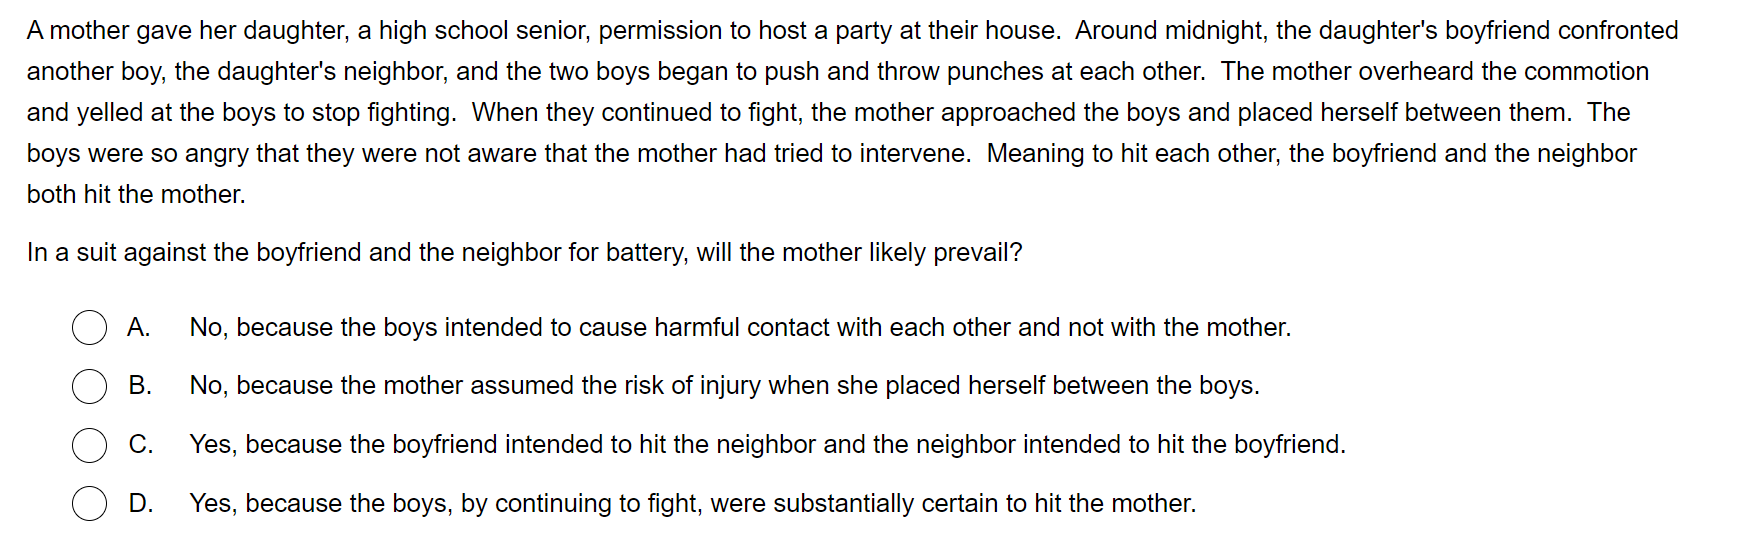 A mother gave her daughter, a high school senior, permission to host a party at their house.  Around midnight, the daughter's boyfriend confronted
another boy, the daughter's neighbor, and the two boys began to push and throw punches at each other.  The mother overheard the commotion
and yelled at the boys to stop fighting.  When they continued to fight, the mother approached the boys and placed herself between them.  The
boys were so angry that they were not aware that the mother had tried to intervene.  Meaning to hit each other, the boyfriend and the neighbor
both hit the mother.
In a suit against the boyfriend and the neighbor for battery, will the mother likely prevail?
A. No, because the boys intended to cause harmful contact with each other and not with the mother.
B. No, because the mother assumed the risk of injury when she placed herself between the boys.
C. Yes, because the boyfriend intended to hit the neighbor and the neighbor intended to hit the boyfriend.
D. Yes, because the boys, by continuing to fight, were substantially certain to hit the mother.